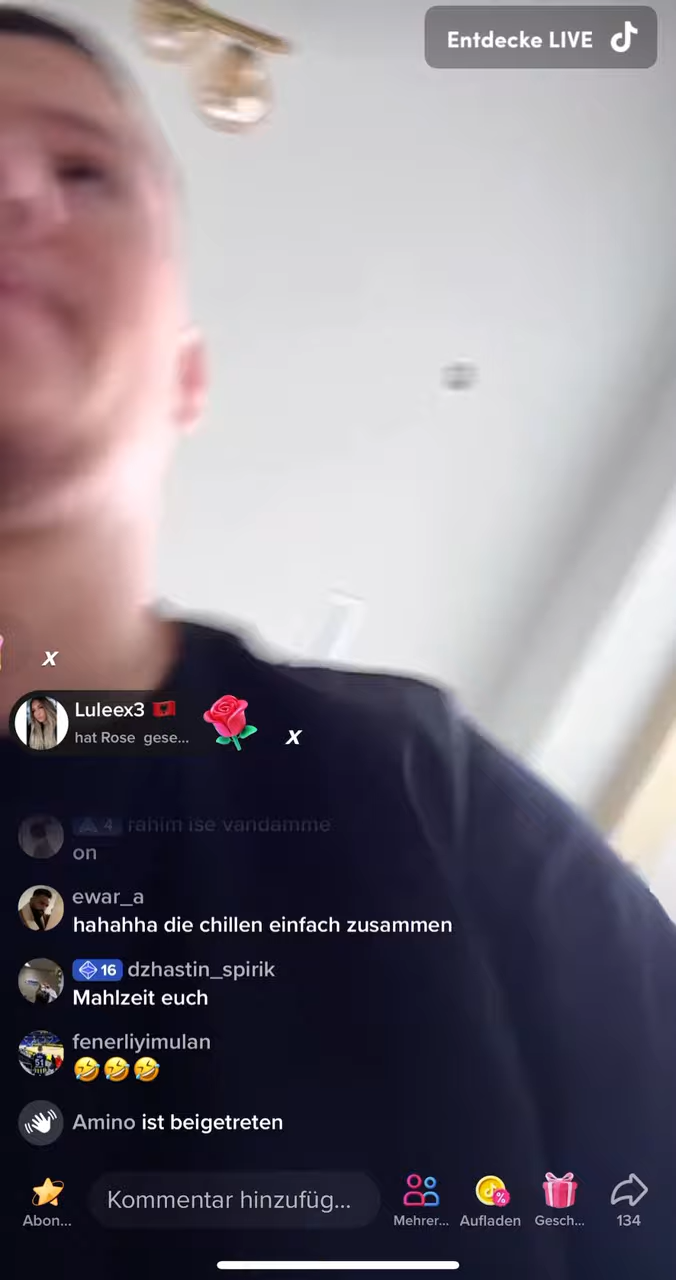 Entdecke LIVE
x
Luleex3 🇦🇱
hat Rose gese...
x
4 rahim ise vandamme
on
ewar_a
hahahha die chillen einfach zusammen
16 dzhastin_spirik
Mahlzeit euch
fenerliyimulan
🤣🤣🤣
Amino ist beigetreten
Abon...
Kommentar hinzufüg...
Mehrer...
Aufladen
Gesch...
134